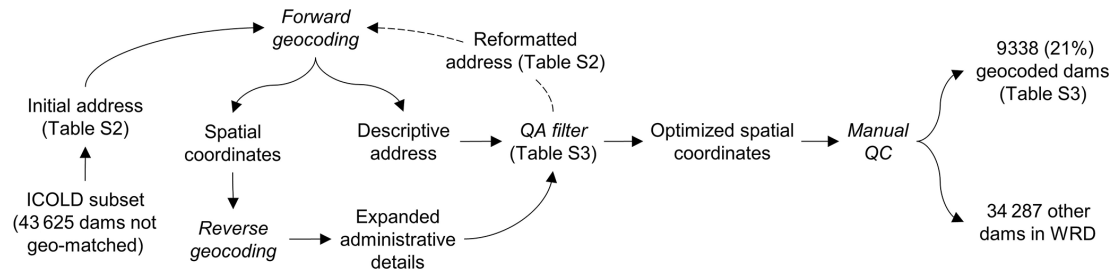 Forward
geocoding
Reformatted
address (Table S2)
9338 (21%)
geocoded dams
(Table S3)
Initial address
(Table S2)
Spatial
coordinates
Descriptive
address
QA filter
(Table S3)
Optimized spatial
coordinates
Manual
QC
ICOLD subset
(43 625 dams not
geo-matched)
Reverse
geocoding
Expanded
administrative
details
34 287 other
dams in WRD